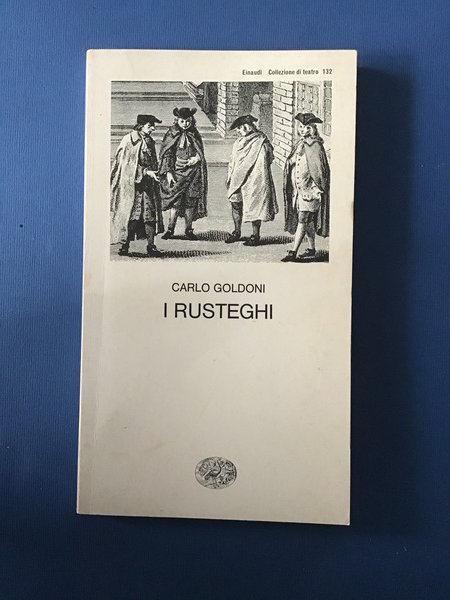 Einaudi Collezione di teatro 132
CARLO GOLDONI
I RUSTEGHI